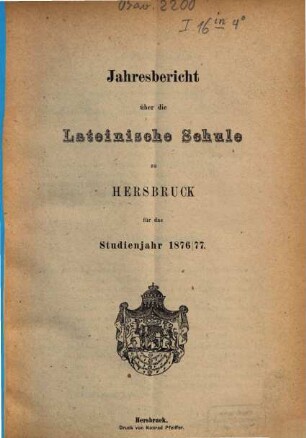 Bav. 2200
I 16 in 4°
Jahresbericht
über die
Lateinische Schule
zu
HERSBRUCK
für das
Studienjahr 1876/77.
Hersbruck.
Druck von Konrad Pfeiffer.